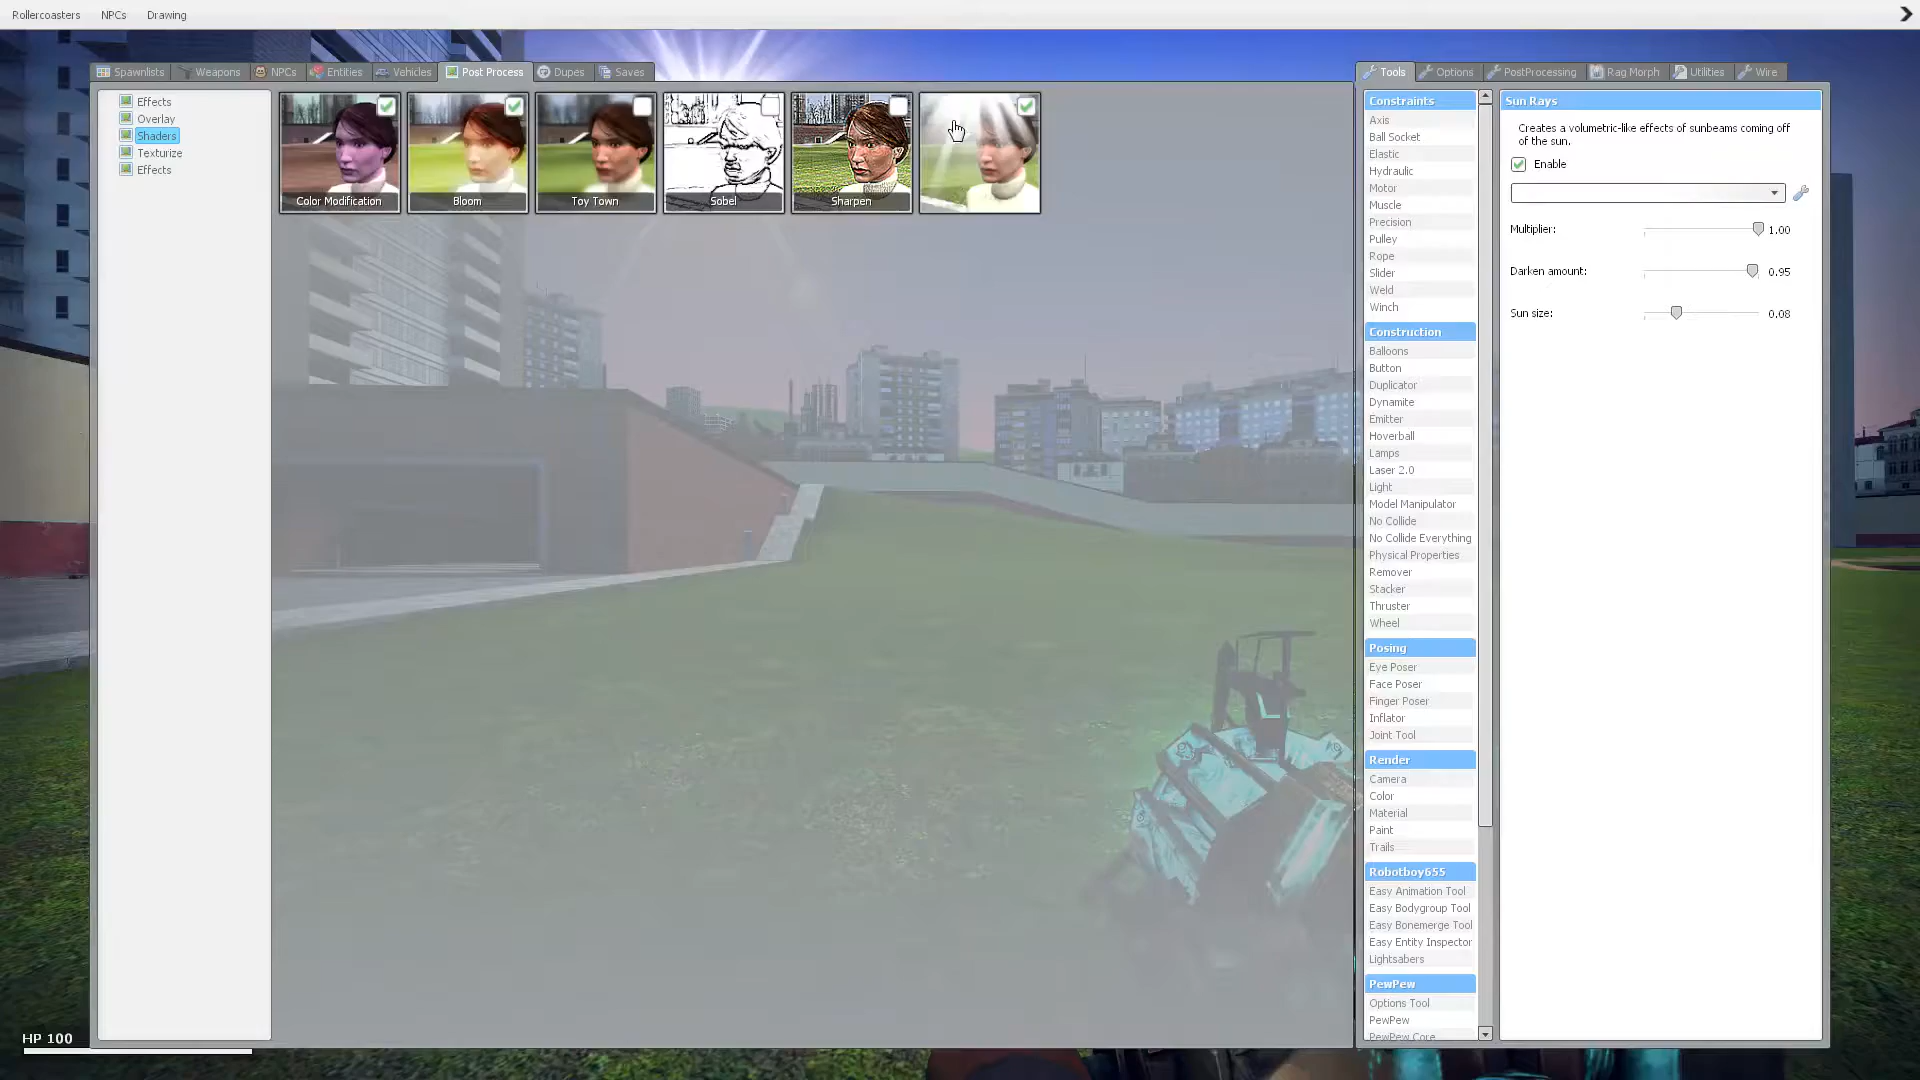 Rollercoasters NPCs Drawing
Spawnlists Weapons NPCs Entities Vehicles Post Process Dupes Saves
Effects
Overlay
Shaders
Texturize
Effects
Color Modification
Bloom
Toy Town
Sobel
Sharpen
Tools Options PostProcessing Rag Morph Utilities Wire
Constraints
Axis
Ball Socket
Elastic
Hydraulic
Motor
Muscle
Precision
Pulley
Rope
Slider
Weld
Winch
Construction
Balloons
Button
Duplicator
Dynamite
Emitter
Hoverball
Lamps
Laser 2.0
Light
Model Manipulator
No Collide
No Collide Everything
Physical Properties
Remover
Stacker
Thruster
Wheel
Posing
Eye Poser
Face Poser
Finger Poser
Inflator
Joint Tool
Render
Camera
Color
Material
Paint
Trails
Robotboy655
Easy Animation Tool
Easy Bodygroup Tool
Easy Bonemerge Tool
Easy Entity Inspector
Lightsabers
PewPew
Options Tool
PewPew
PewPew Core
Sun Rays
Creates a volumetric-like effects of sunbeams coming off
of the sun.
Enable
Multiplier: 1.00
Darken amount: 0.95
Sun size: 0.08
HP 100